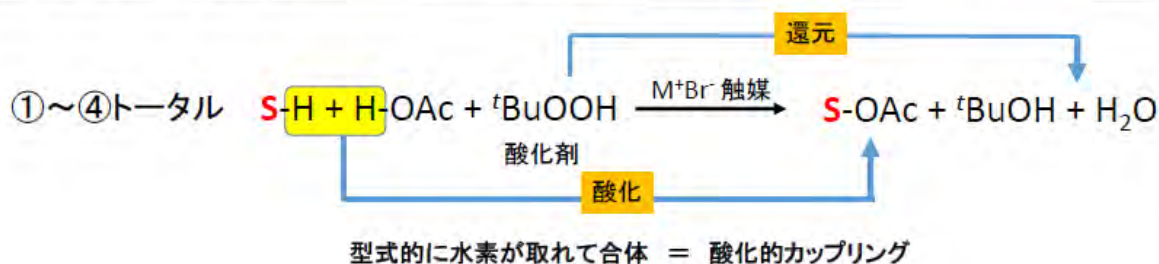 還元
①~④トータル S-H + H-OAc + ᵗBuOOH M⁺Br⁻ 触媒 S-OAc + ᵗBuOH + H₂O
酸化剤
酸化
型式的に水素が取れて合体 = 酸化的カップリング